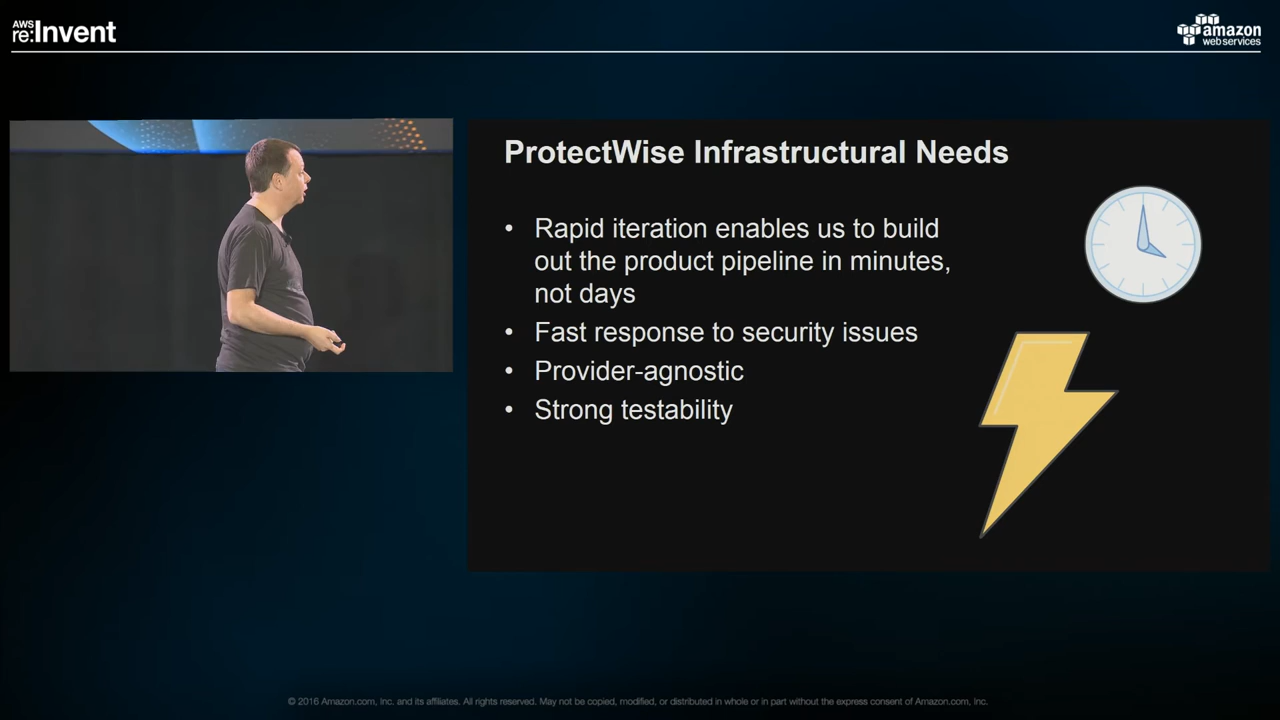 AWS
re:Invent
amazon
web services
ProtectWise Infrastructural Needs
• Rapid iteration enables us to build
out the product pipeline in minutes,
not days
• Fast response to security issues
• Provider-agnostic
• Strong testability
© 2016 Amazon.com, Inc. and its affiliates. All rights reserved. May not be copied, modified, or distributed in whole or in part without the express consent of Amazon.com, Inc.